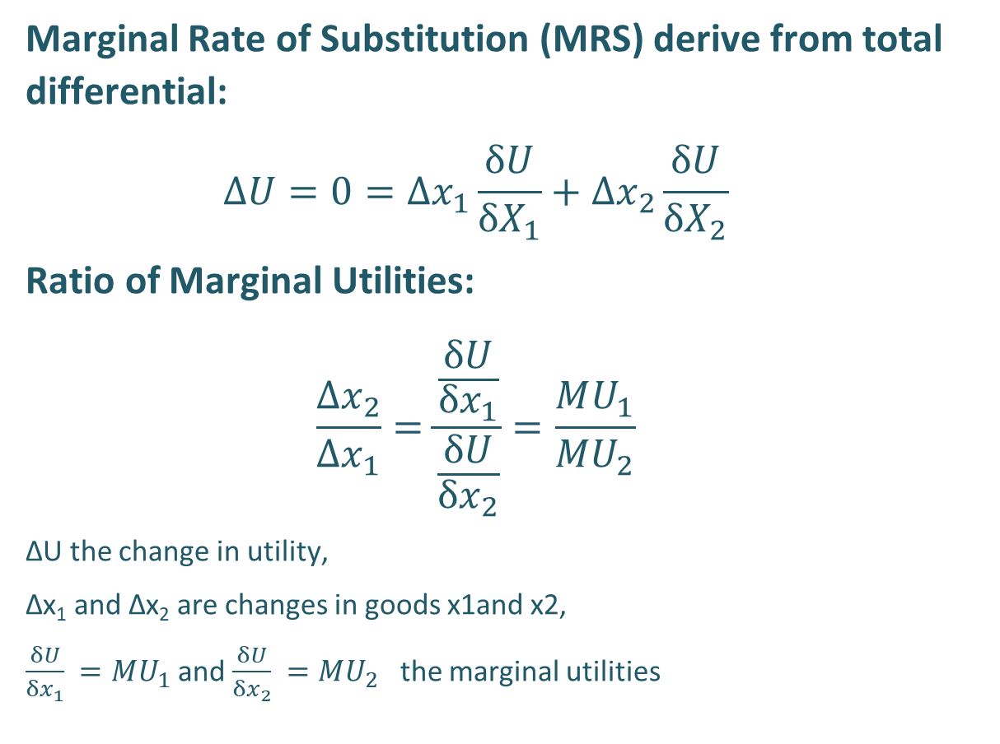 Marginal Rate of Substitution (MRS) derive from total
differential:
ΔU = 0 = Δx₁ δU/δX₁ + Δx₂ δU/δX₂
Ratio of Marginal Utilities:
Δx₂/Δx₁ = (δU/δx₁)/(δU/δx₂) = MU₁/MU₂
ΔU the change in utility,
Δx₁ and Δx₂ are changes in goods x1and x2,
δU/δx₁ = MU₁ and δU/δx₂ = MU₂ the marginal utilities